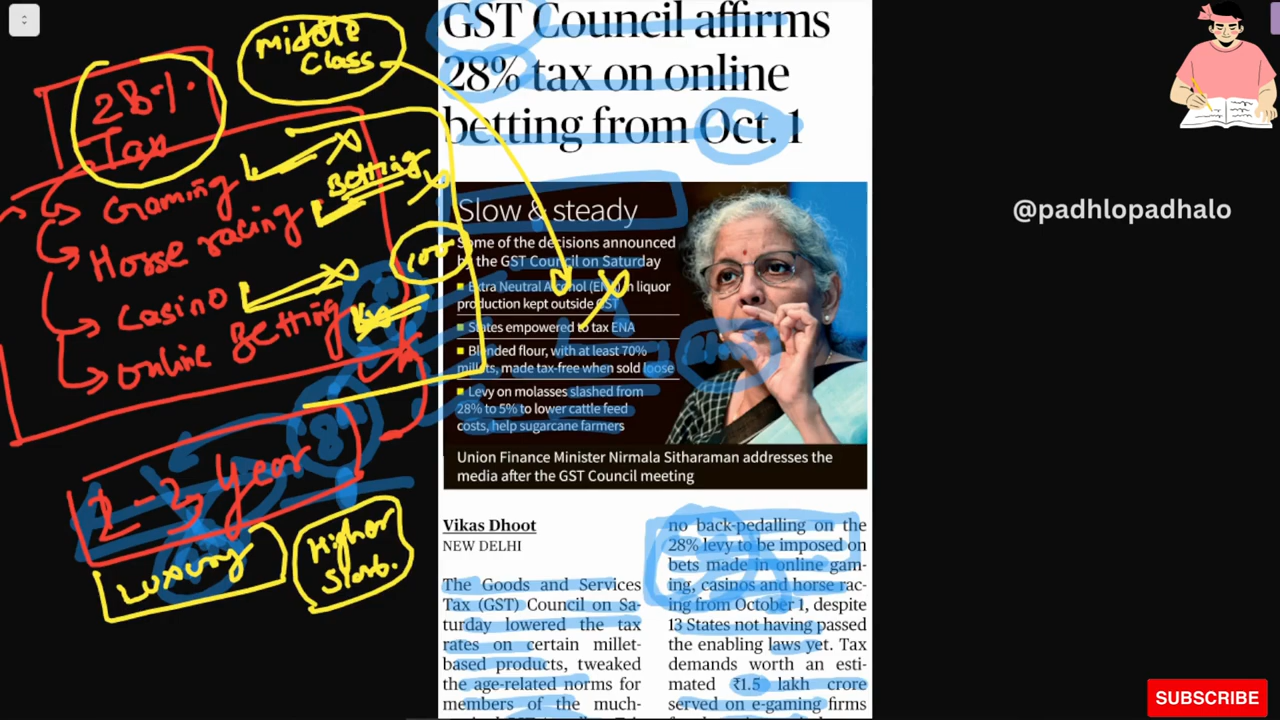 Middle
Class
28%
Tax
Gaming
Horse racing
Betting
Casino
Online Betting
2-3 Year
Luxury
Higher
Slab.
GST Council affirms
28% tax on online
betting from Oct. 1
Slow & steady
Some of the decisions announced
by the GST Council on Saturday
Extra Neutral Alcohol (ENA) in liquor
production kept outside GST
States empowered to tax ENA
Blended flour, with at least 70%
millets, made tax-free when sold loose
Levy on molasses slashed from
28% to 5% to lower cattle feed
costs, help sugarcane farmers
Union Finance Minister Nirmala Sitharaman addresses the
media after the GST Council meeting
Vikas Dhoot
NEW DELHI
The Goods and Services
Tax (GST) Council on Sa-
turday lowered the tax
rates on certain millet-
based products, tweaked
the age-related norms for
members of the much-
no back-pedalling on the
28% levy to be imposed on
bets made in online gam-
ing, casinos and horse rac-
ing from October 1, despite
13 States not having passed
the enabling laws yet. Tax
demands worth an esti-
mated ₹1.5 lakh crore
served on e-gaming firms
@padhlopadhalo
SUBSCRIBE